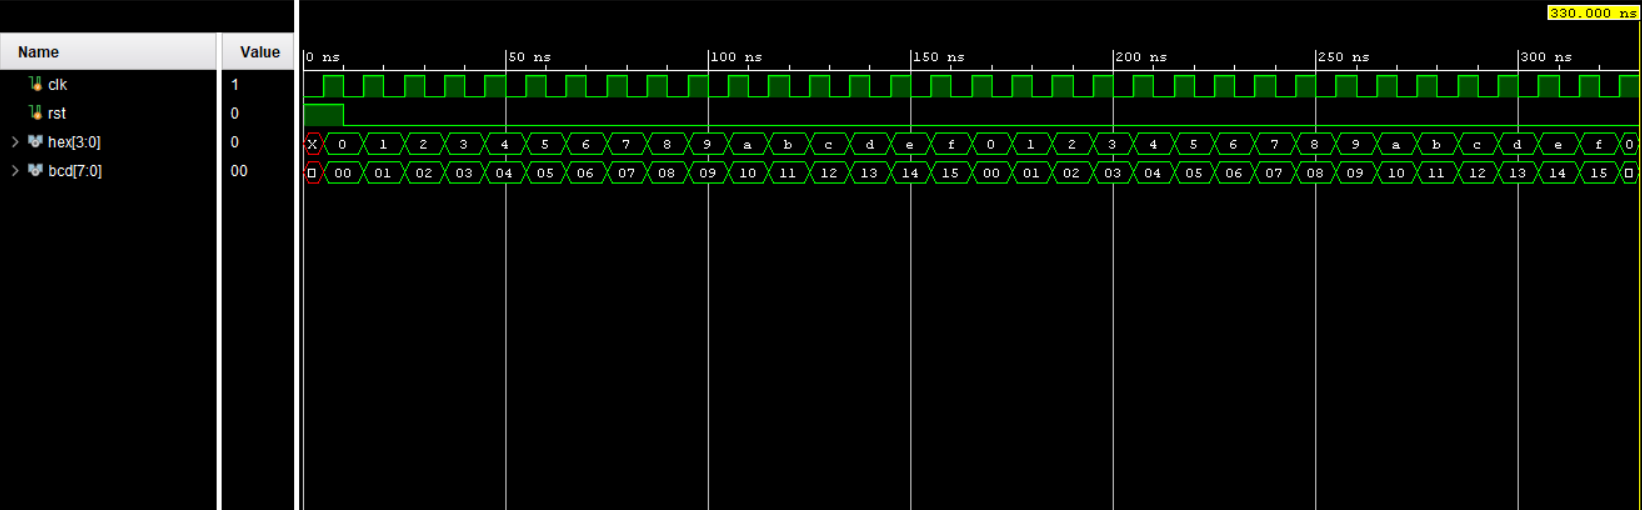 330.000 ns
Name Value
0 ns 50 ns 100 ns 150 ns 200 ns 250 ns 300 ns
clk 1
rst 0
hex[3:0] 0 X 0 1 2 3 4 5 6 7 8 9 a b c d e f 0 1 2 3 4 5 6 7 8 9 a b c d e f 0
bcd[7:0] 00 00 01 02 03 04 05 06 07 08 09 10 11 12 13 14 15 00 01 02 03 04 05 06 07 08 09 10 11 12 13 14 15